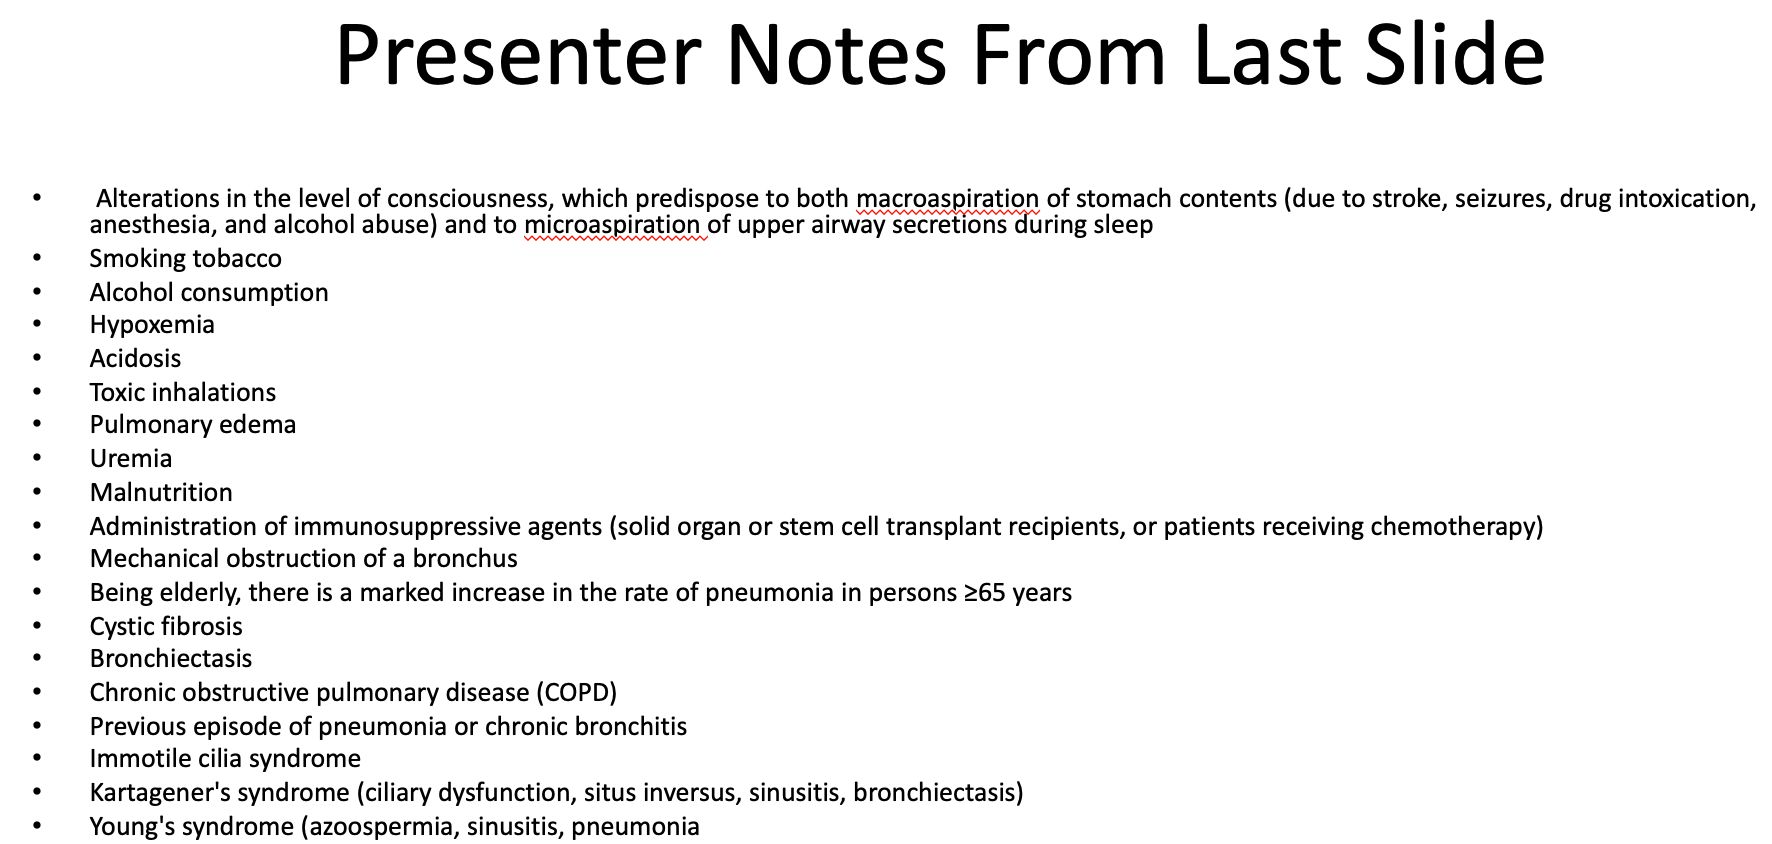 Presenter Notes From Last Slide
• Alterations in the level of consciousness, which predispose to both macroaspiration of stomach contents (due to stroke, seizures, drug intoxication,
anesthesia, and alcohol abuse) and to microaspiration of upper airway secretions during sleep
• Smoking tobacco
• Alcohol consumption
• Hypoxemia
• Acidosis
• Toxic inhalations
• Pulmonary edema
• Uremia
• Malnutrition
• Administration of immunosuppressive agents (solid organ or stem cell transplant recipients, or patients receiving chemotherapy)
• Mechanical obstruction of a bronchus
• Being elderly, there is a marked increase in the rate of pneumonia in persons ≥65 years
• Cystic fibrosis
• Bronchiectasis
• Chronic obstructive pulmonary disease (COPD)
• Previous episode of pneumonia or chronic bronchitis
• Immotile cilia syndrome
• Kartagener's syndrome (ciliary dysfunction, situs inversus, sinusitis, bronchiectasis)
• Young's syndrome (azoospermia, sinusitis, pneumonia